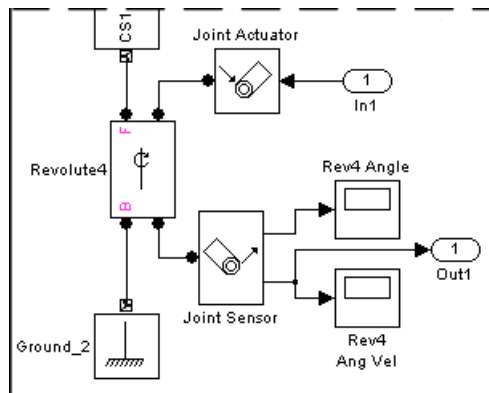 CS1
Joint Actuator
1
In1
F
Revolute4
B
Rev4 Angle
1
Out1
Joint Sensor
Rev4
Ang Vel
Ground_2